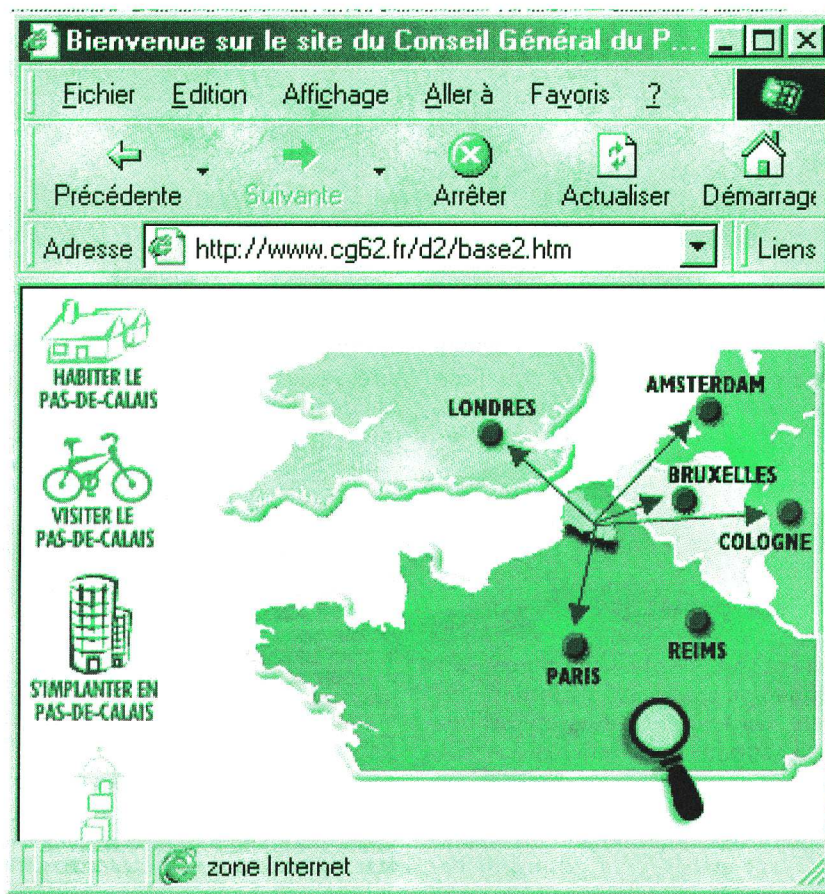 Bienvenue sur le site du Conseil Général du P...
Fichier Edition Affichage Aller à Favoris ?
Précédente Suivante Arrêter Actualiser Démarrage
Adresse http://www.cg62.fr/d2/base2.htm Liens
HABITER LE
PAS-DE-CALAIS
VISITER LE
PAS-DE-CALAIS
S'IMPLANTER EN
PAS-DE-CALAIS
LONDRES
AMSTERDAM
BRUXELLES
COLOGNE
REIMS
PARIS
zone Internet